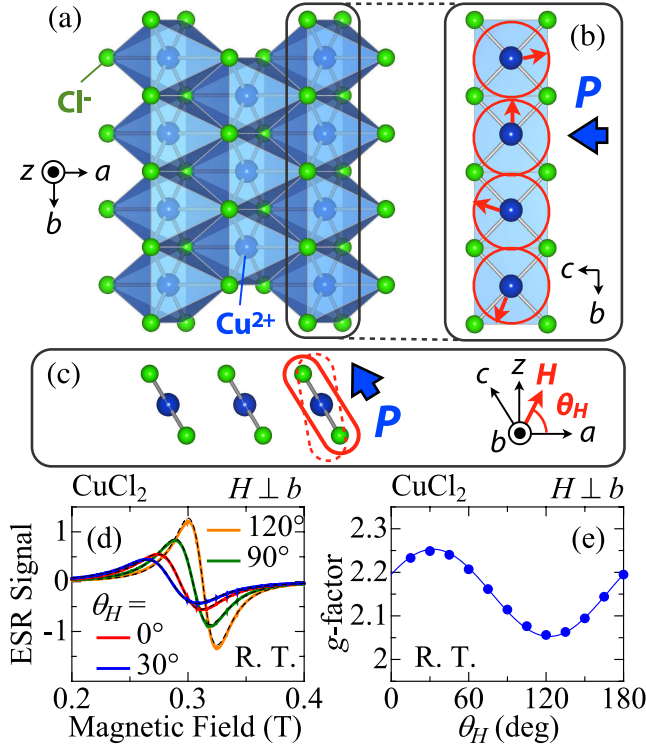 (a)
Cl-
z
a
b
Cu2+
(b)
P
c
b
(c)
P
c
z
H
θH
b
a
CuCl2
H ⊥ b
(d)
120°
90°
θH =
0°
30°
R. T.
ESR Signal
1
0
-1
0.2
0.3
0.4
Magnetic Field (T)
CuCl2
H ⊥ b
(e)
R. T.
g-factor
2.3
2.2
2.1
2
0
60
120
180
θH (deg)